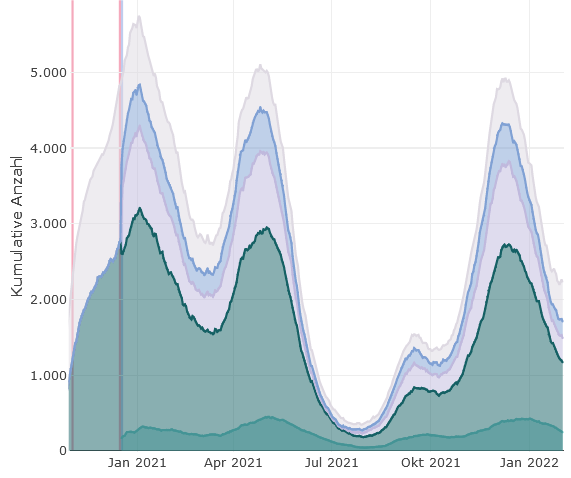 Kumulative Anzahl
5.000
4.000
3.000
2.000
1.000
0
Jan 2021
Apr 2021
Jul 2021
Okt 2021
Jan 2022